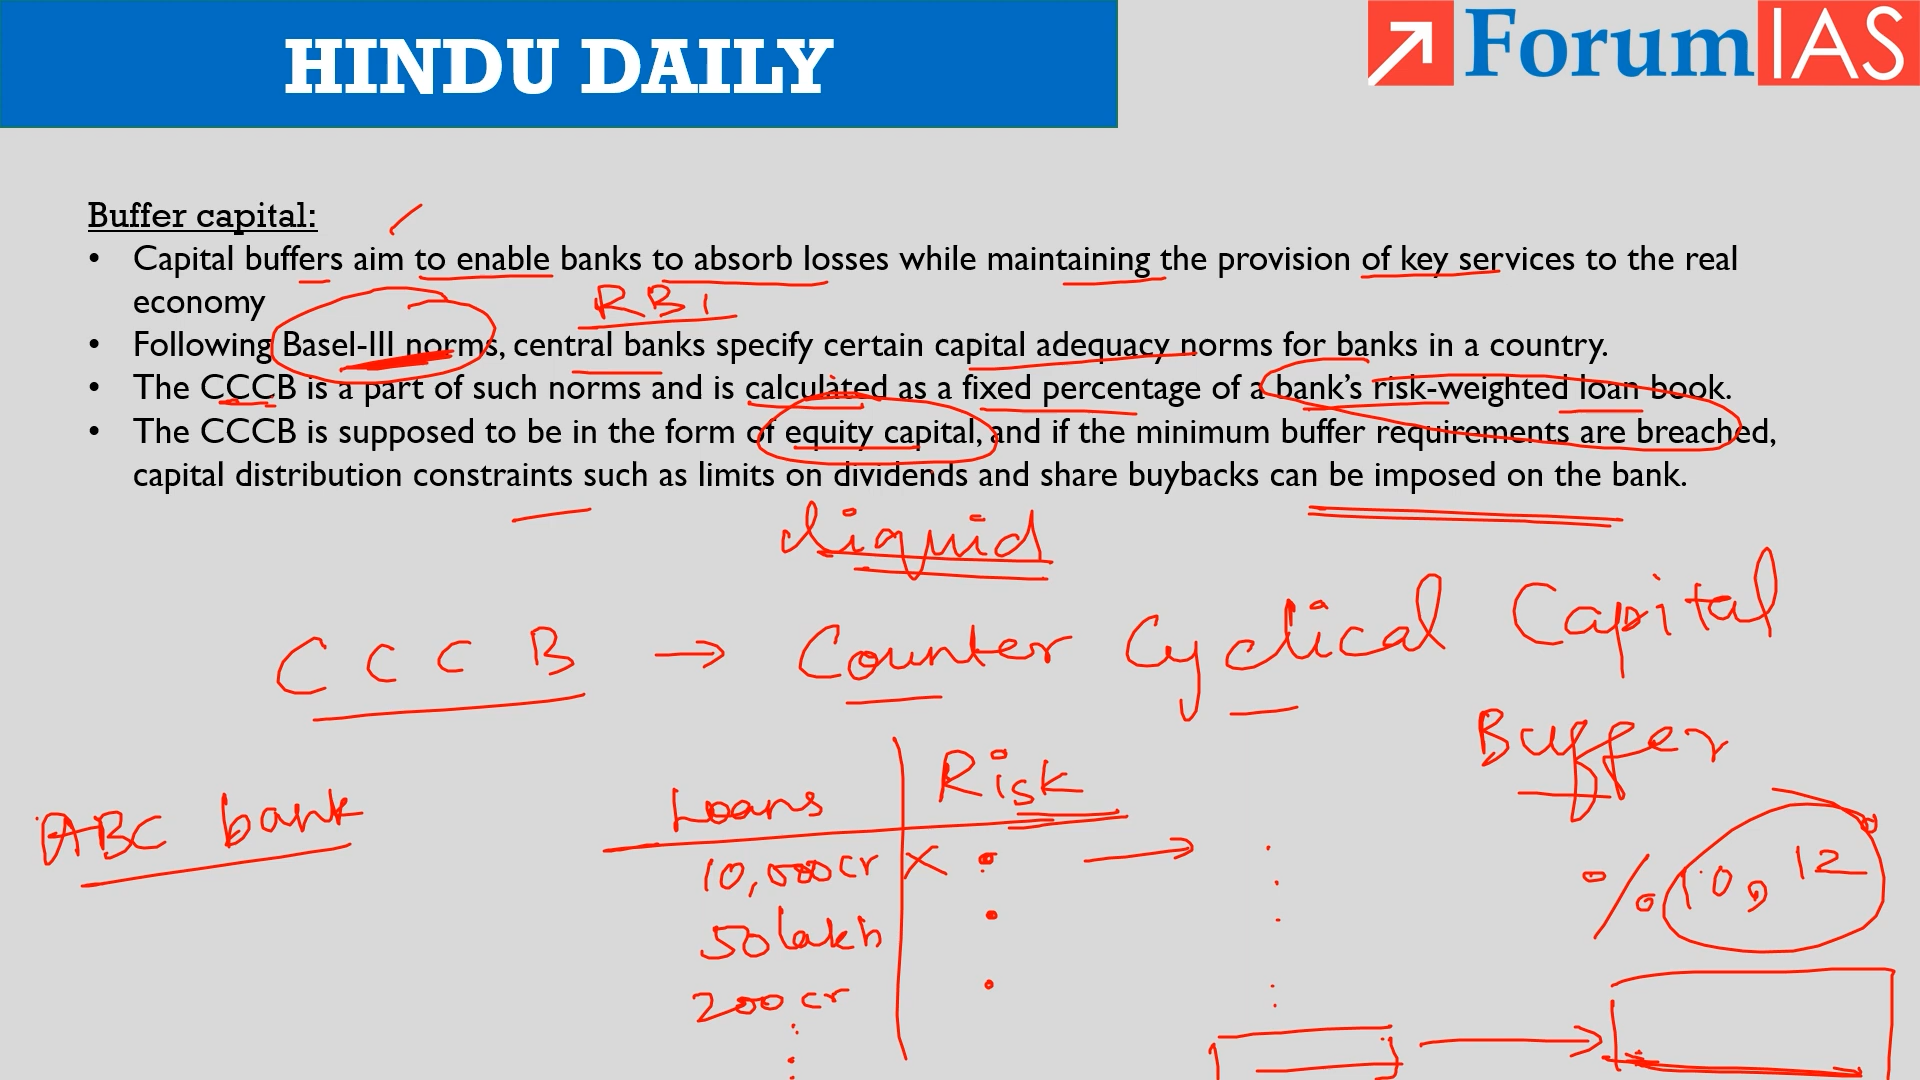 HINDU DAILY
ForumIAS
Buffer capital:
• Capital buffers aim to enable banks to absorb losses while maintaining the provision of key services to the real
economy
RBI
• Following Basel-III norms, central banks specify certain capital adequacy norms for banks in a country.
• The CCCB is a part of such norms and is calculated as a fixed percentage of a bank's risk-weighted loan book.
• The CCCB is supposed to be in the form of equity capital, and if the minimum buffer requirements are breached,
capital distribution constraints such as limits on dividends and share buybacks can be imposed on the bank.
Liquid
CCCB → Counter Cyclical Capital
Buffer
ABC bank
Loans Risk
10,000cr X →
% 10, 12
50 lakh
200 cr